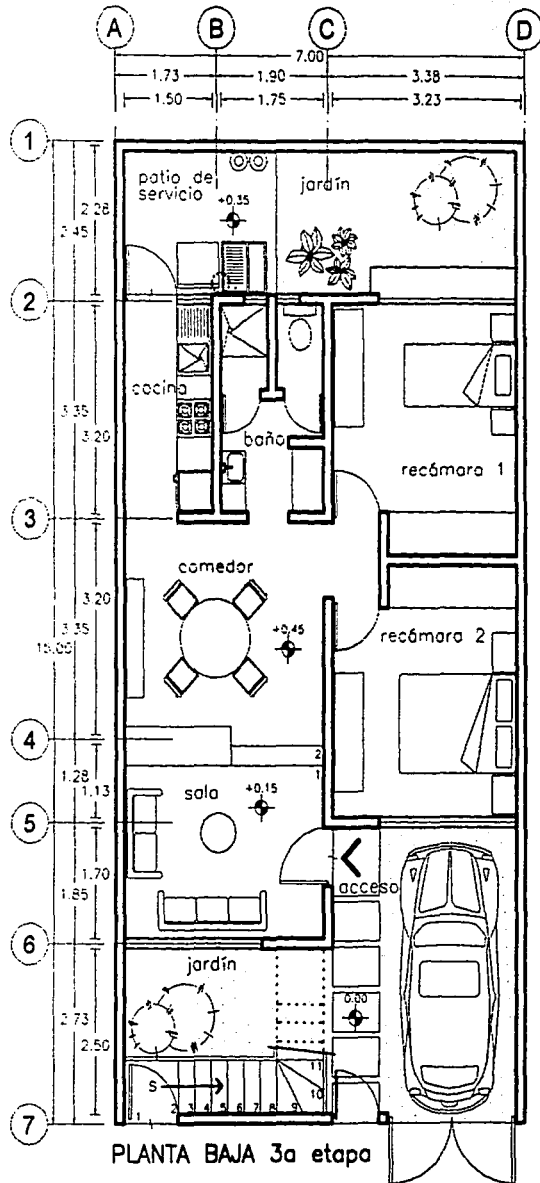 A B C D
7.00
1.73 1.90 3.38
1.50 1.75 3.23
1
patio de
servicio
jardín
+0.35
2.28
2.45
2
cocina
3.35
3.20
baño
recámara 1
3
comedor
3.20
+0.45
3.35
recámara 2
4
2
1
1.28
1.13
sala
+0.15
5
acceso
1.70
1.85
6
jardín
0.00
2.73
2.50
11
10
S
1 2 3 4 5 6 7 8 9
7
PLANTA BAJA 3a etapa